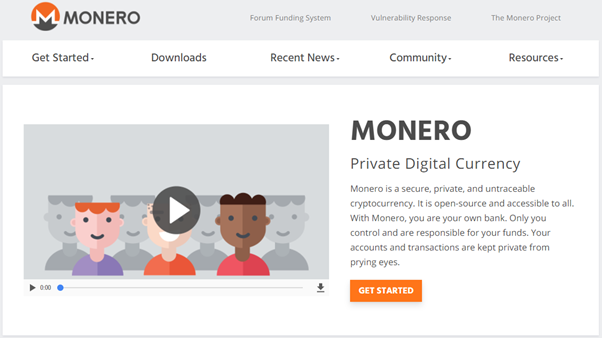 MONERO
Forum Funding System
Vulnerability Response
The Monero Project
Get Started
Downloads
Recent News
Community
Resources
MONERO
Private Digital Currency
Monero is a secure, private, and untraceable
cryptocurrency. It is open-source and accessible to all.
With Monero, you are your own bank. Only you
control and are responsible for your funds. Your
accounts and transactions are kept private from
prying eyes.
GET STARTED
0:00